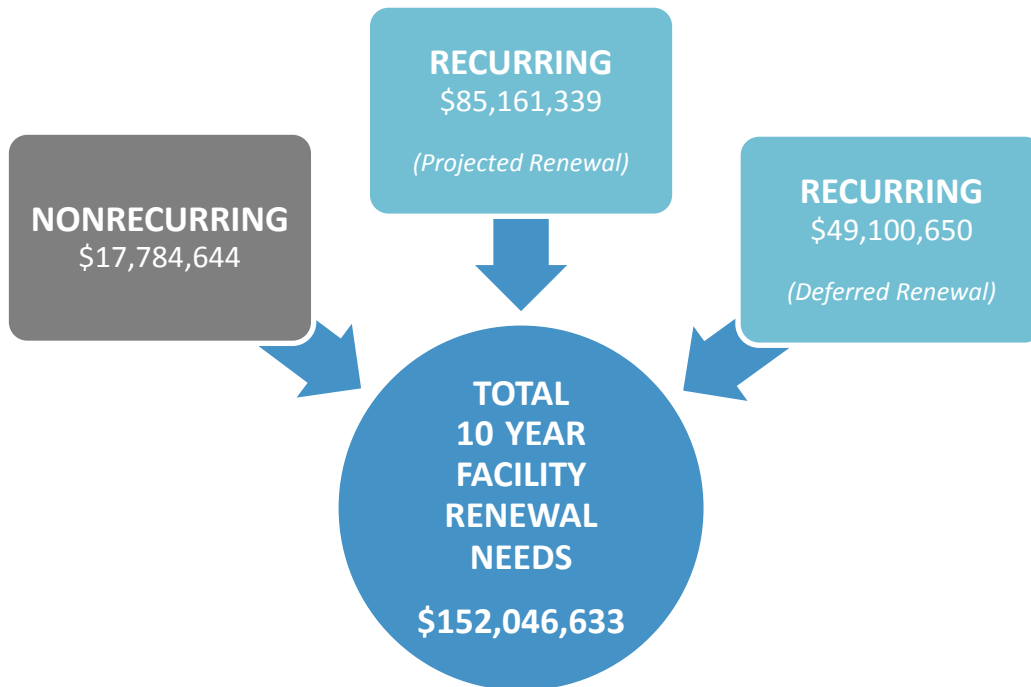 RECURRING
$85,161,339
(Projected Renewal)
NONRECURRING
$17,784,644
RECURRING
$49,100,650
(Deferred Renewal)
TOTAL
10 YEAR
FACILITY
RENEWAL
NEEDS
$152,046,633